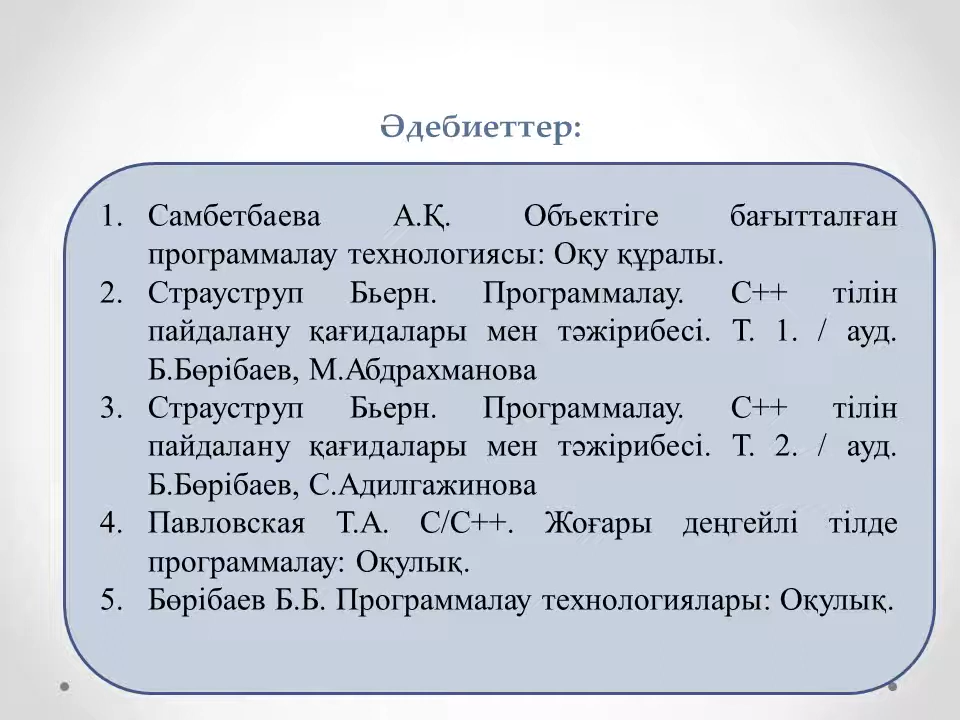 Әдебиеттер:
1. Самбетбаева А.Қ. Объектіге бағытталған
программалау технологиясы: Оқу құралы.
2. Страуструп Бьерн. Программалау. С++ тілін
пайдалану қағидалары мен тәжірибесі. Т. 1. / ауд.
Б.Бөрібаев, М.Абдрахманова
3. Страуструп Бьерн. Программалау. С++ тілін
пайдалану қағидалары мен тәжірибесі. Т. 2. / ауд.
Б.Бөрібаев, С.Адилгажинова
4. Павловская Т.А. С/С++. Жоғары деңгейлі тілде
программалау: Оқулық.
5. Бөрібаев Б.Б. Программалау технологиялары: Оқулық.